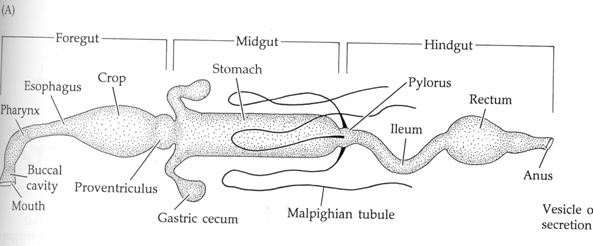 (A)
Foregut
Midgut
Hindgut
Stomach
Crop
Esophagus
Pharynx
Pylorus
Rectum
Ileum
Buccal
cavity
Mouth
Proventriculus
Gastric cecum
Malpighian tubule
Anus
Vesicle o
secretion